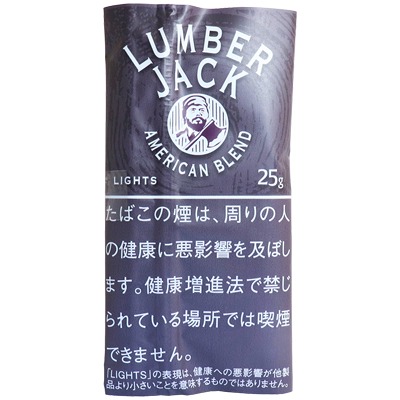 LUMBER
JACK
AMERICAN BLEND
LIGHTS 25g
たばこの煙は、周りの人
の健康に悪影響を及ぼし
ます。健康増進法で禁じ
られている場所では喫煙
できません。
「LIGHTS」の表現は、健康への悪影響が他製
品より小さいことを意味するものではありません。